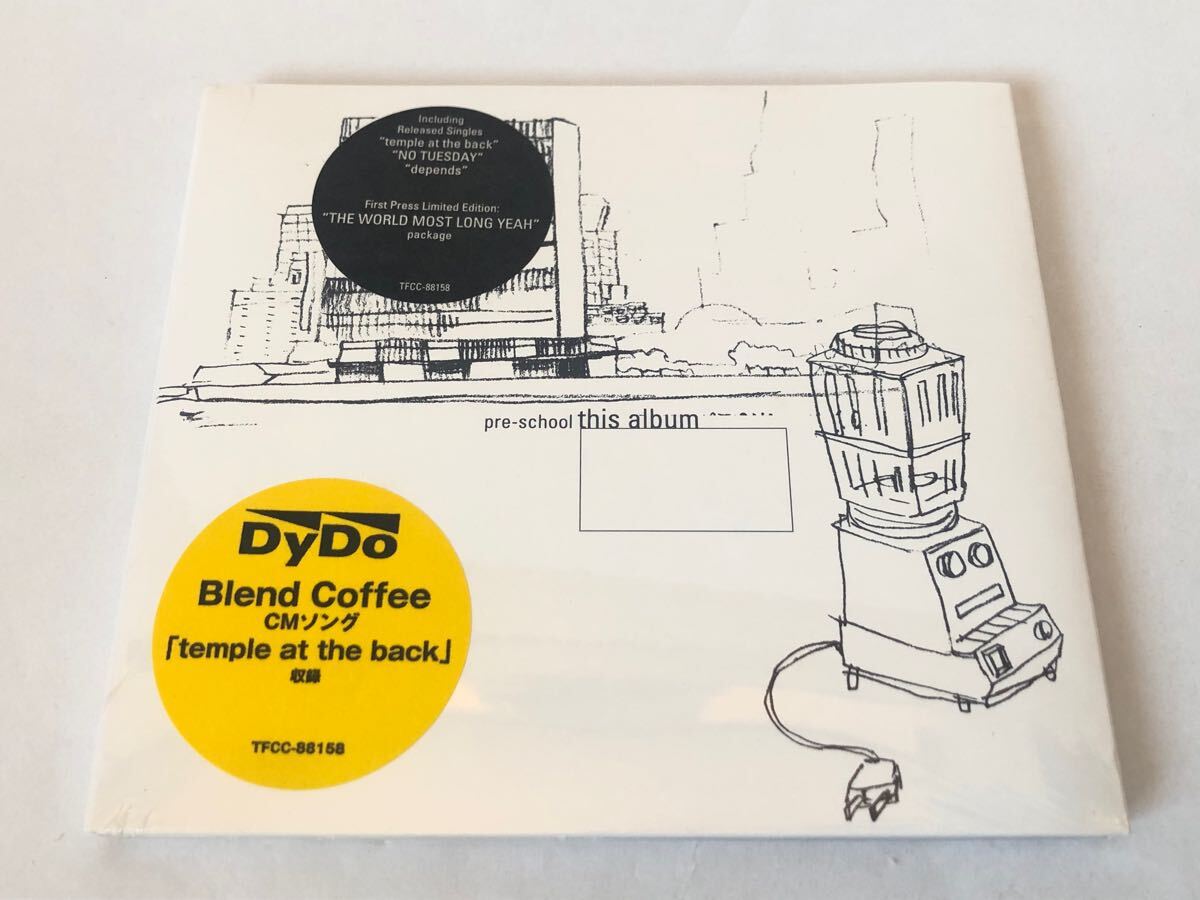 Including
Released Singles
"temple at the back"
"NO TUESDAY"
"depends"
First Press Limited Edition:
"THE WORLD MOST LONG YEAH"
package
TFCC-88158
pre-school this album
DyDo
Blend Coffee
CMソング
「temple at the back」
収録
TFCC-88158